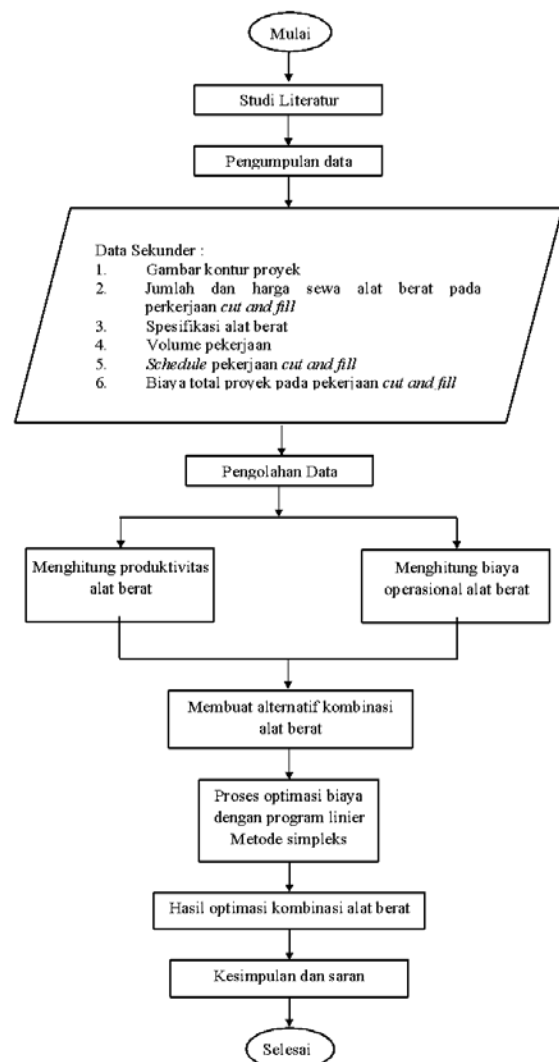 Mulai
Studi Literatur
Pengumpulan data
Data Sekunder :
1. Gambar kontur proyek
2. Jumlah dan harga sewa alat berat pada
perkerjaan cut and fill
3. Spesifikasi alat berat
4. Volume pekerjaan
5. Schedule pekerjaan cut and fill
6. Biaya total proyek pada pekerjaan cut and fill
Pengolahan Data
Menghitung produktivitas
alat berat
Menghitung biaya
operasional alat berat
Membuat alternatif kombinasi
alat berat
Proses optimasi biaya
dengan program linier
Metode simpleks
Hasil optimasi kombinasi alat berat
Kesimpulan dan saran
Selesai